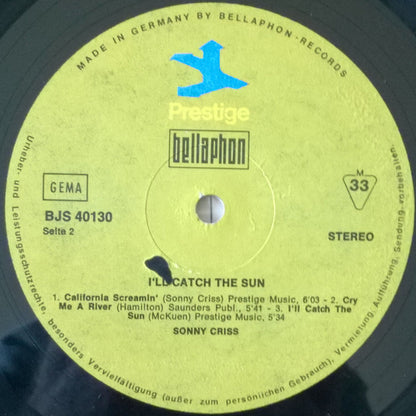 MADE IN GERMANY BY BELLAPHON-RECORDS
Prestige
bellaphon
GEMA
BJS 40130
Seite 2
M
33
STEREO
I'LL CATCH THE SUN
1. California Screamin' (Sonny Criss) Prestige Music, 6'03 - 2. Cry
Me A River (Hamilton) Saunders Publ., 5'41 - 3. I'll Catch The
Sun (McKuen) Prestige Music, 5'34
SONNY CRISS
Urheber- und Leistungsschutzrechte, besonders Vervielfältigung (außer zum persönlichen Gebrauch), Verleih, Vermietung, Aufführung, Sendung vorbehalten.